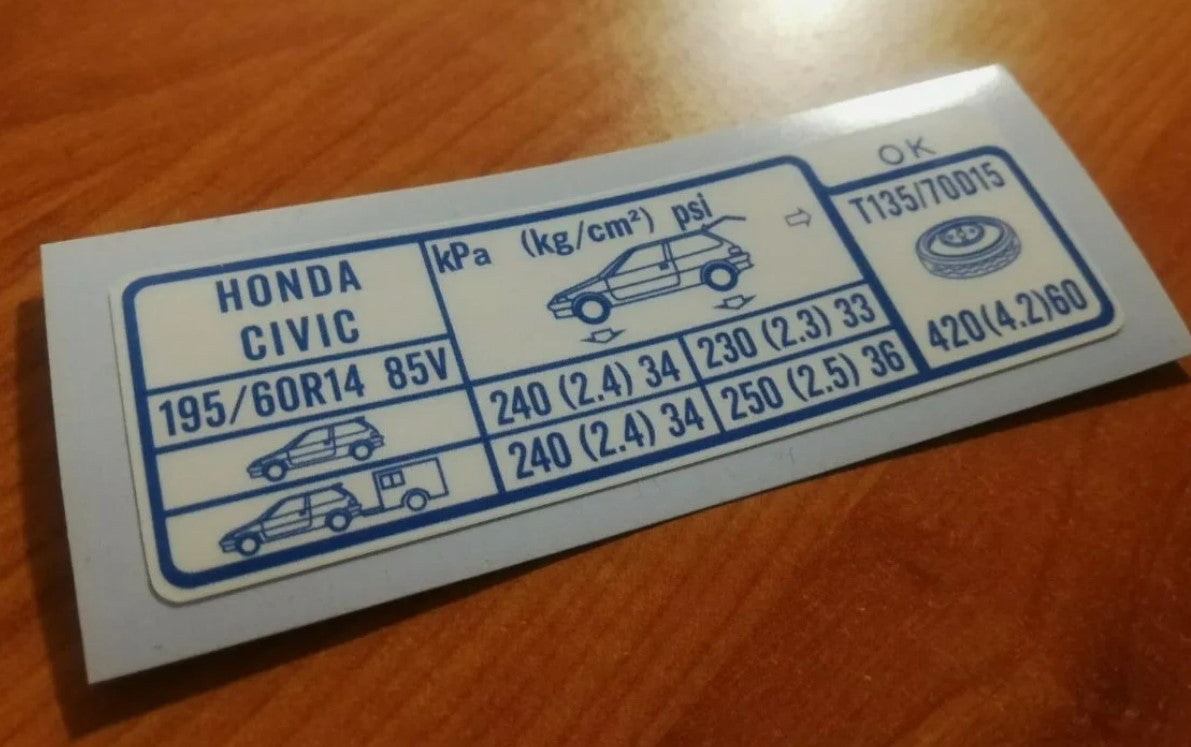 OK
HONDA
CIVIC
kPa (kg/cm²) psi
T135/70D15
195/60R14 85V
240 (2.4) 34 230 (2.3) 33
420(4.2)60
240 (2.4) 34 250 (2.5) 36